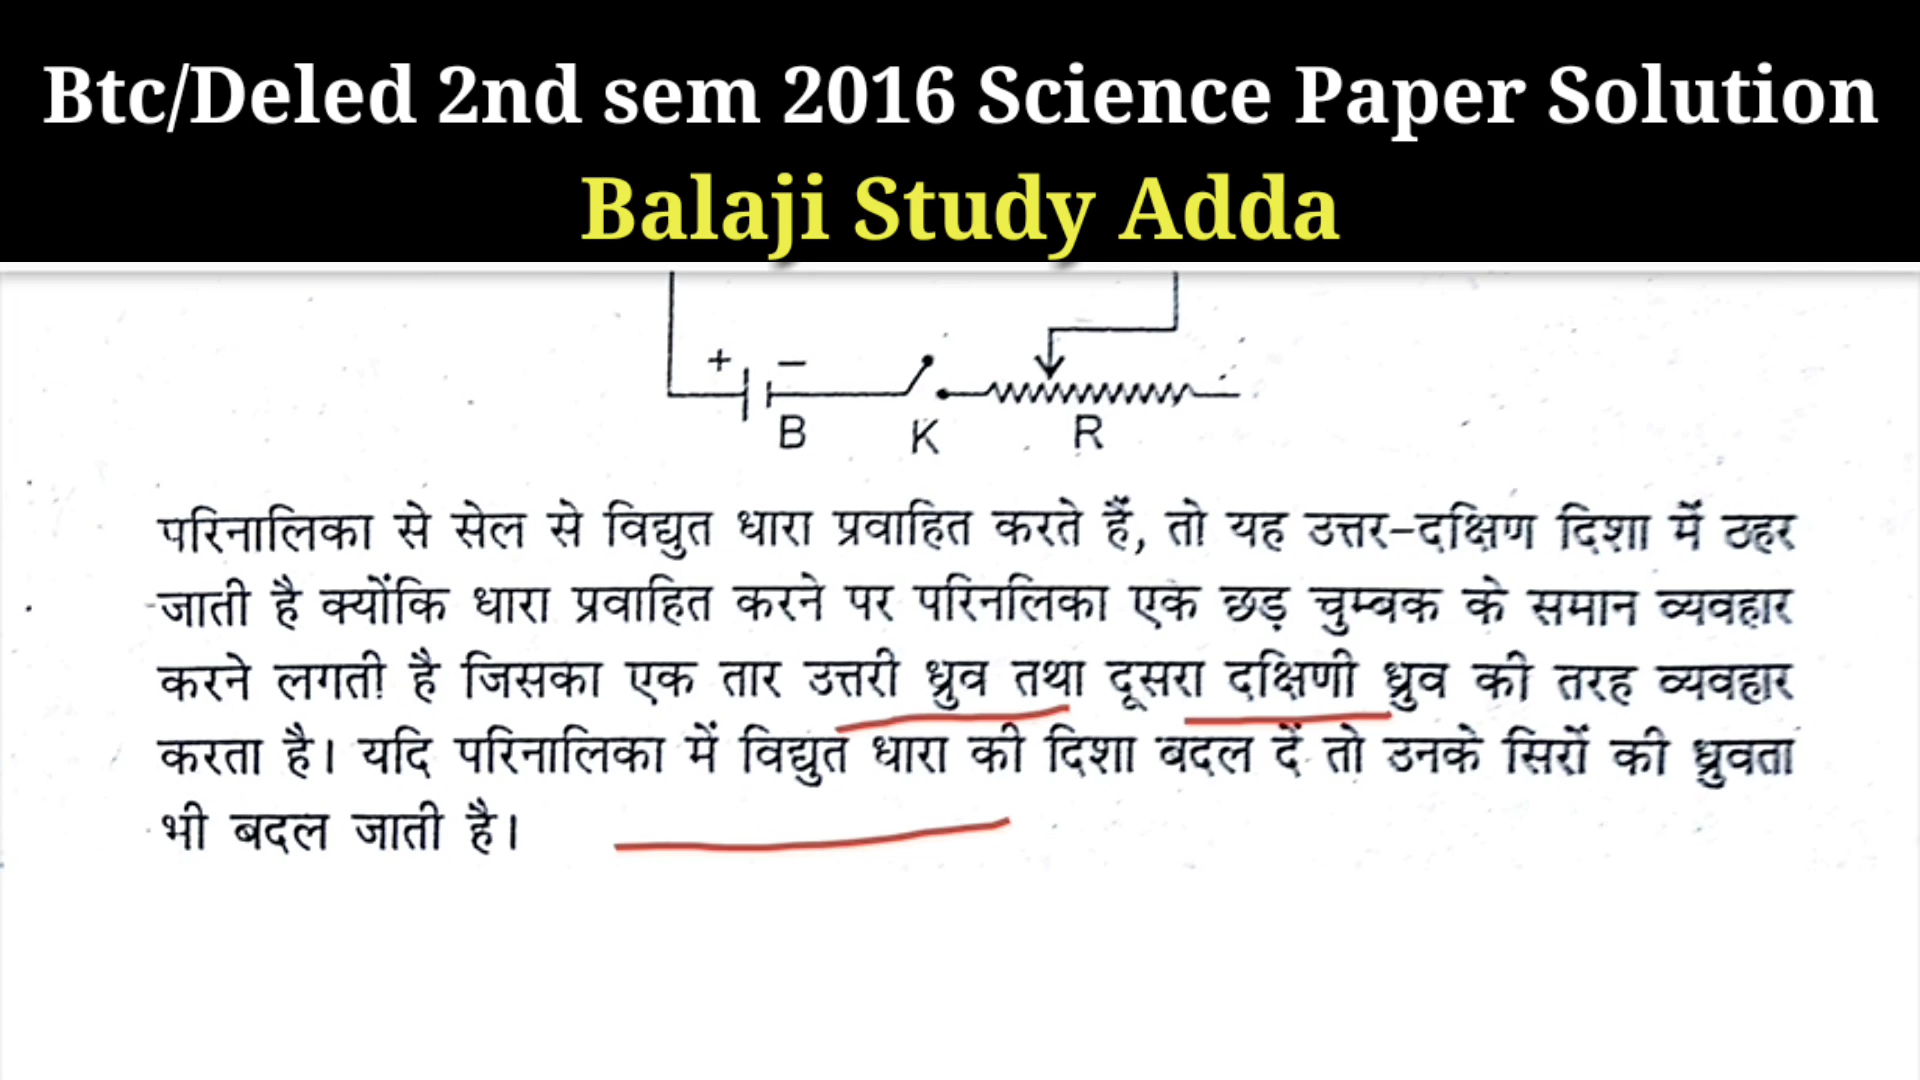 Btc/Deled 2nd sem 2016 Science Paper Solution
Balaji Study Adda
+ −
B K R
परिनालिका से सेल से विद्युत धारा प्रवाहित करते हैं, तो यह उत्तर-दक्षिण दिशा में ठहर
जाती है क्योंकि धारा प्रवाहित करने पर परिनलिका एक छड़ चुम्बक के समान व्यवहार
करने लगती है जिसका एक तार उत्तरी ध्रुव तथा दूसरा दक्षिणी ध्रुव की तरह व्यवहार
करता है। यदि परिनालिका में विद्युत धारा की दिशा बदल दें तो उनके सिरों की ध्रुवता
भी बदल जाती है।